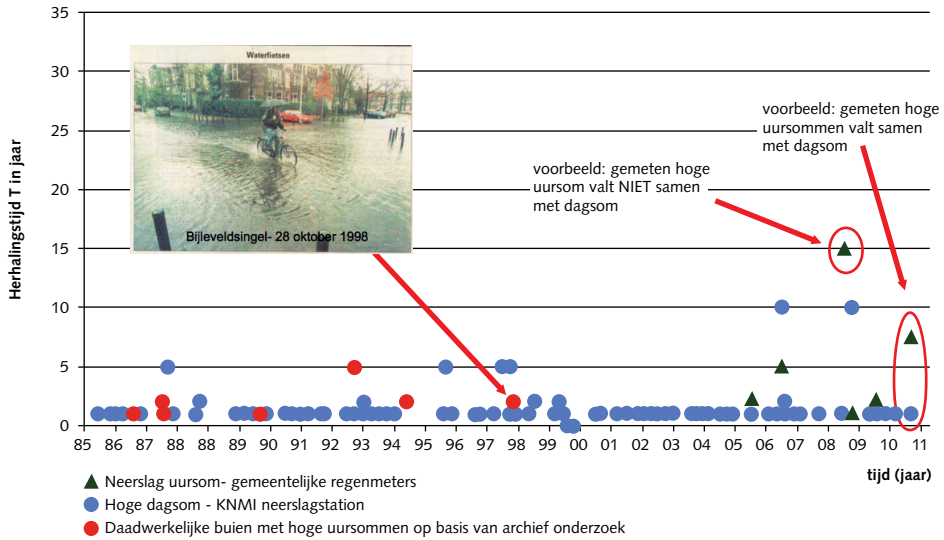 35
30
25
20
15
10
5
0
Herhalingstijd T in jaar
Waterfietsen
Bijleveldsingel- 28 oktober 1998
voorbeeld: gemeten hoge
uursom valt NIET samen
met dagsom
voorbeeld: gemeten hoge
uursommen valt samen
met dagsom
85 86 87 88 88 89 90 91 92 93 94 95 96 97 98 99 00 00 02 03 04 05 06 07 08 09 10 11
tijd (jaar)
Neerslag uursom- gemeentelijke regenmeters
Hoge dagsom - KNMI neerslagstation
Daadwerkelijke buien met hoge uursommen op basis van archief onderzoek